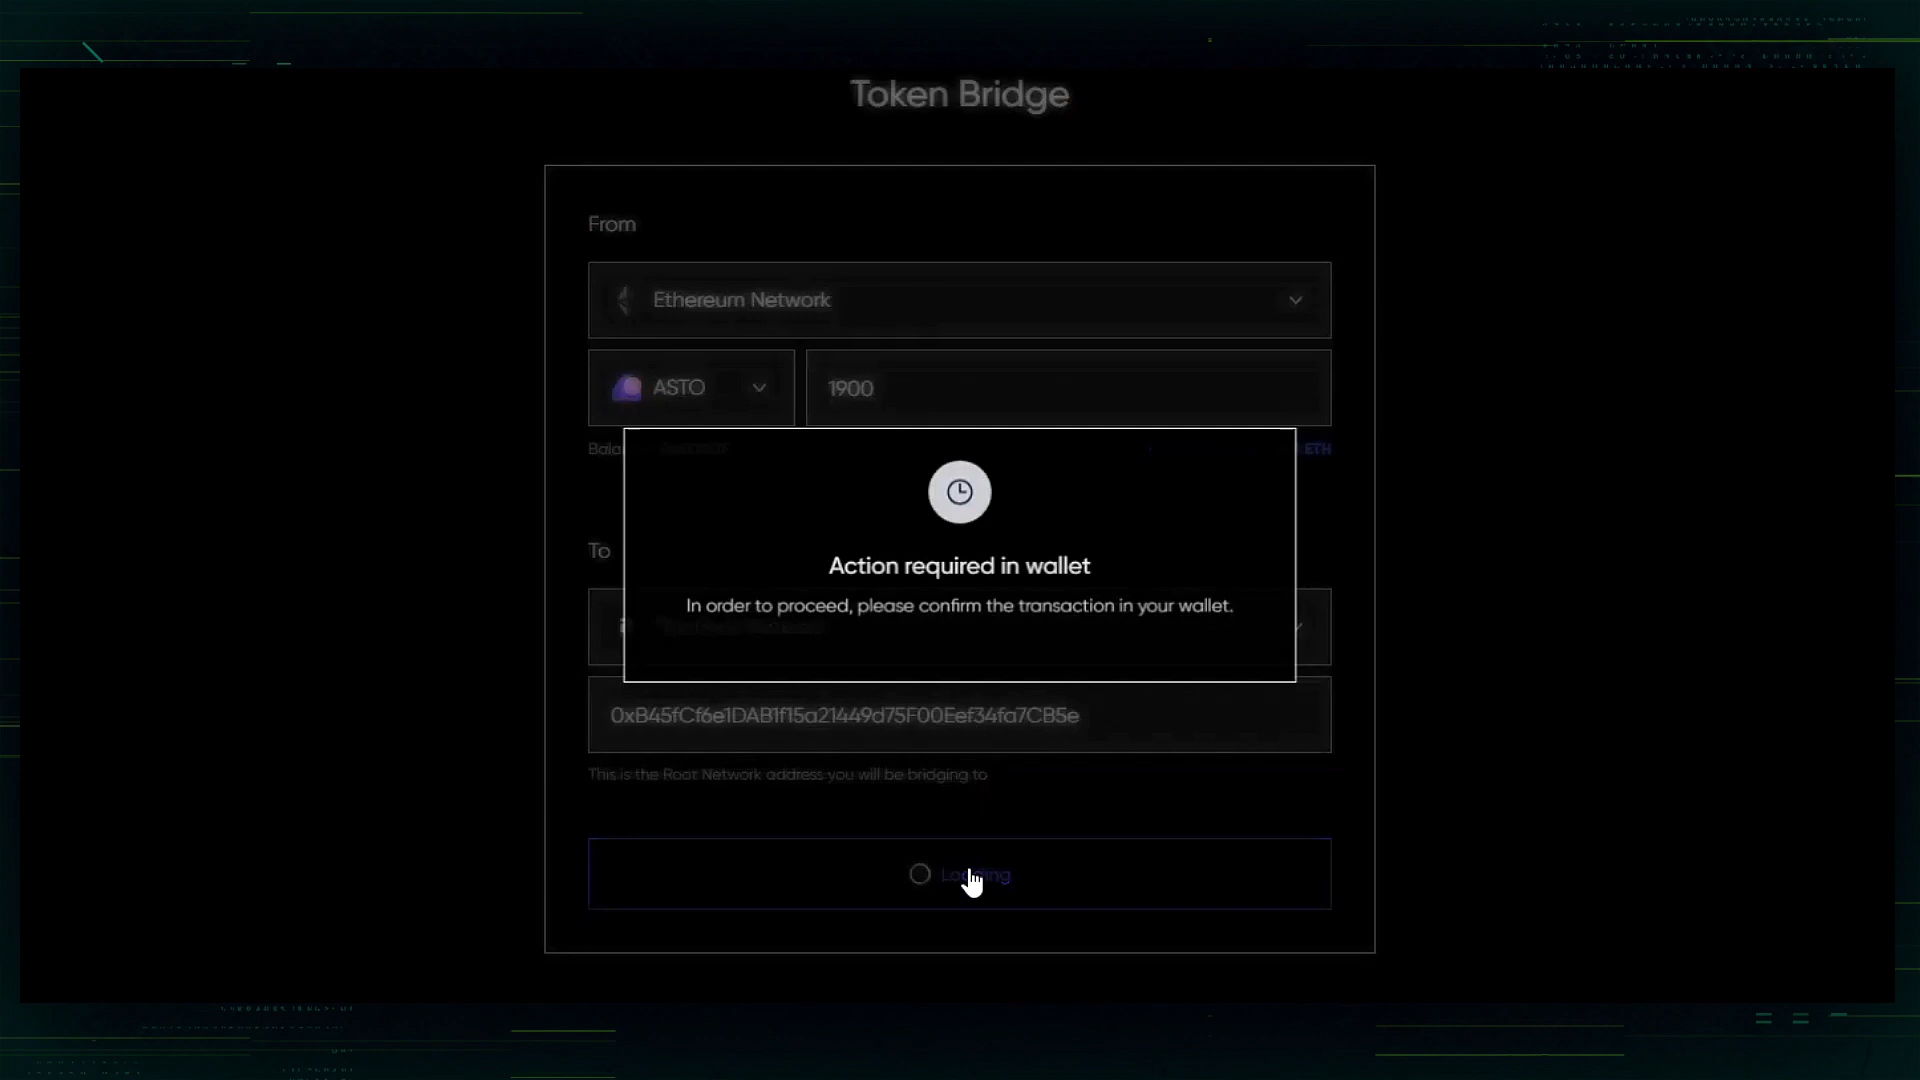 Token Bridge
From
Ethereum Network
ASTO
1900
ETH
Action required in wallet
In order to proceed, please confirm the transaction in your wallet.
To
0xB45fCf6e1DAB1f15a21449d75F00Eef34fa7CB5e
This is the Root Network address you will be bridging to
Loading